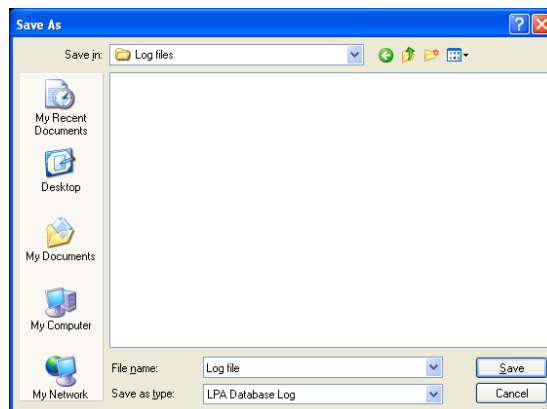 Save As
Save in:
Log files
My Recent
Documents
Desktop
My Documents
My Computer
My Network
File name:
Log file
Save
Save as type:
LPA Database Log
Cancel